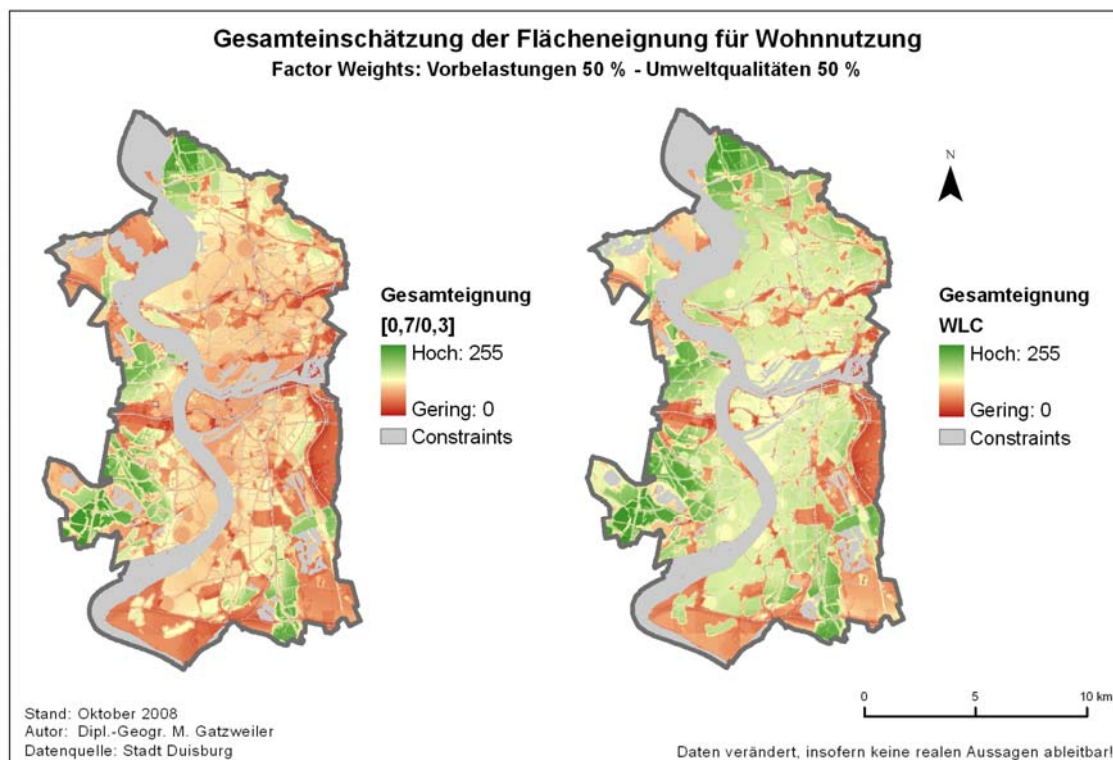 Gesamteinschätzung der Flächeneignung für Wohnnutzung
Factor Weights: Vorbelastungen 50 % - Umweltqualitäten 50 %
N
Gesamteignung
[0,7/0,3]
Hoch: 255
Gering: 0
Constraints
Gesamteignung
WLC
Hoch: 255
Gering: 0
Constraints
0 5 10 km
Stand: Oktober 2008
Autor: Dipl.-Geogr. M. Gatzweiler
Datenquelle: Stadt Duisburg
Daten verändert, insofern keine realen Aussagen ableitbar!